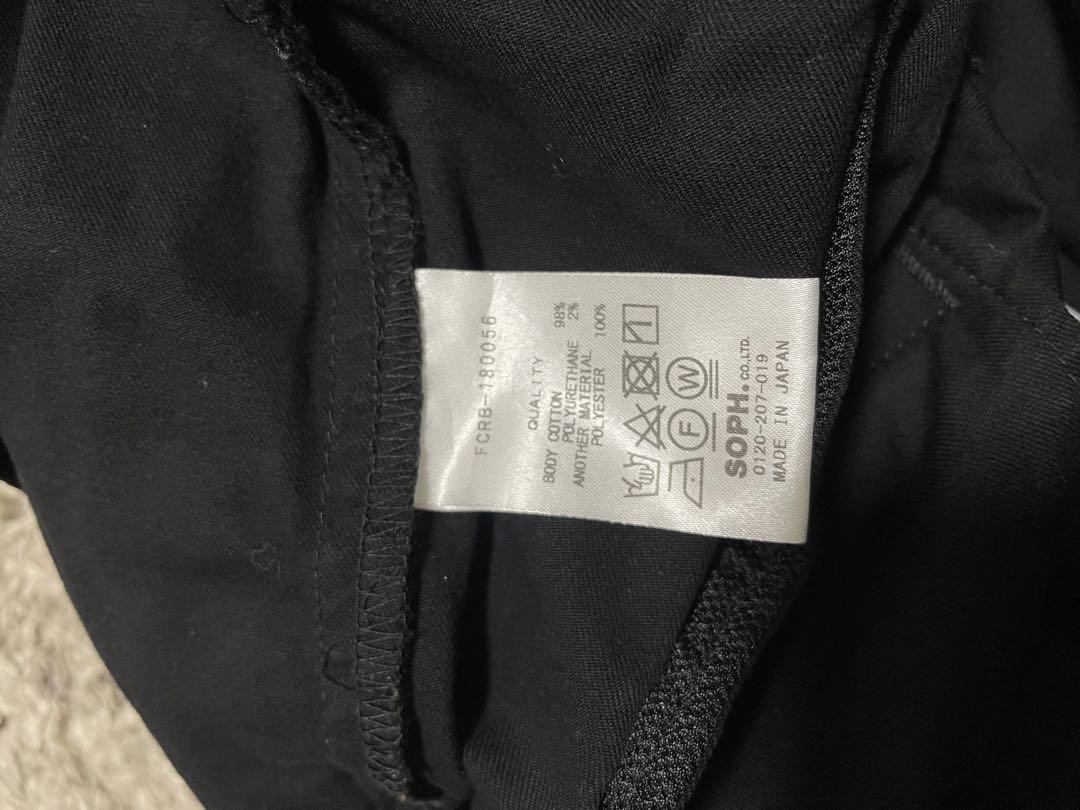 FCRB-180056
QUALITY
BODY COTTON 98%
POLYURETHANE 2%
ANOTHER MATERIAL
POLYESTER 100%
F W
SOPH. CO.,LTD.
0120-207-019
MADE IN JAPAN